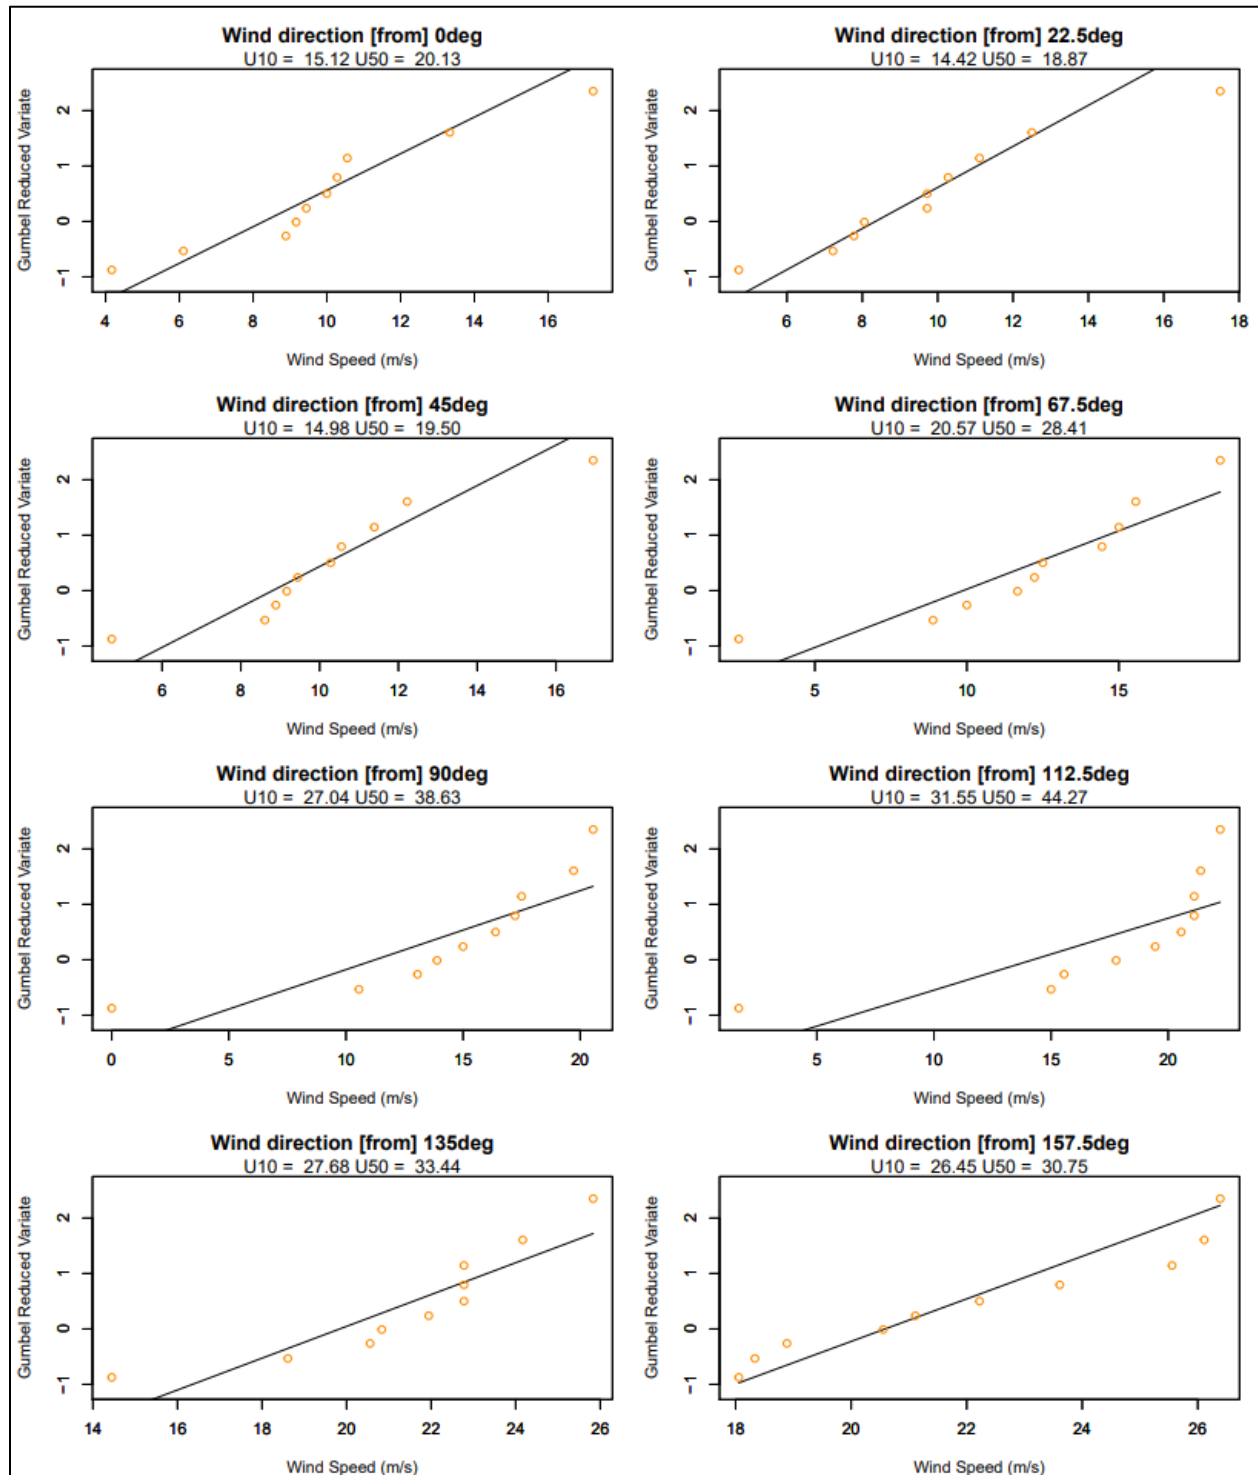 Wind direction [from] 0deg
U10 = 15.12 U50 = 20.13
Gumbel Reduced Variate
2
1
0
−1
4 6 8 10 12 14 16
Wind Speed (m/s)
Wind direction [from] 22.5deg
U10 = 14.42 U50 = 18.87
Gumbel Reduced Variate
2
1
0
−1
6 8 10 12 14 16 18
Wind Speed (m/s)
Wind direction [from] 45deg
U10 = 14.98 U50 = 19.50
Gumbel Reduced Variate
2
1
0
−1
6 8 10 12 14 16
Wind Speed (m/s)
Wind direction [from] 67.5deg
U10 = 20.57 U50 = 28.41
Gumbel Reduced Variate
2
1
0
−1
5 10 15
Wind Speed (m/s)
Wind direction [from] 90deg
U10 = 27.04 U50 = 38.63
Gumbel Reduced Variate
2
1
0
−1
0 5 10 15 20
Wind Speed (m/s)
Wind direction [from] 112.5deg
U10 = 31.55 U50 = 44.27
Gumbel Reduced Variate
2
1
0
−1
5 10 15 20
Wind Speed (m/s)
Wind direction [from] 135deg
U10 = 27.68 U50 = 33.44
Gumbel Reduced Variate
2
1
0
−1
14 16 18 20 22 24 26
Wind Speed (m/s)
Wind direction [from] 157.5deg
U10 = 26.45 U50 = 30.75
Gumbel Reduced Variate
2
1
0
−1
18 20 22 24 26
Wind Speed (m/s)